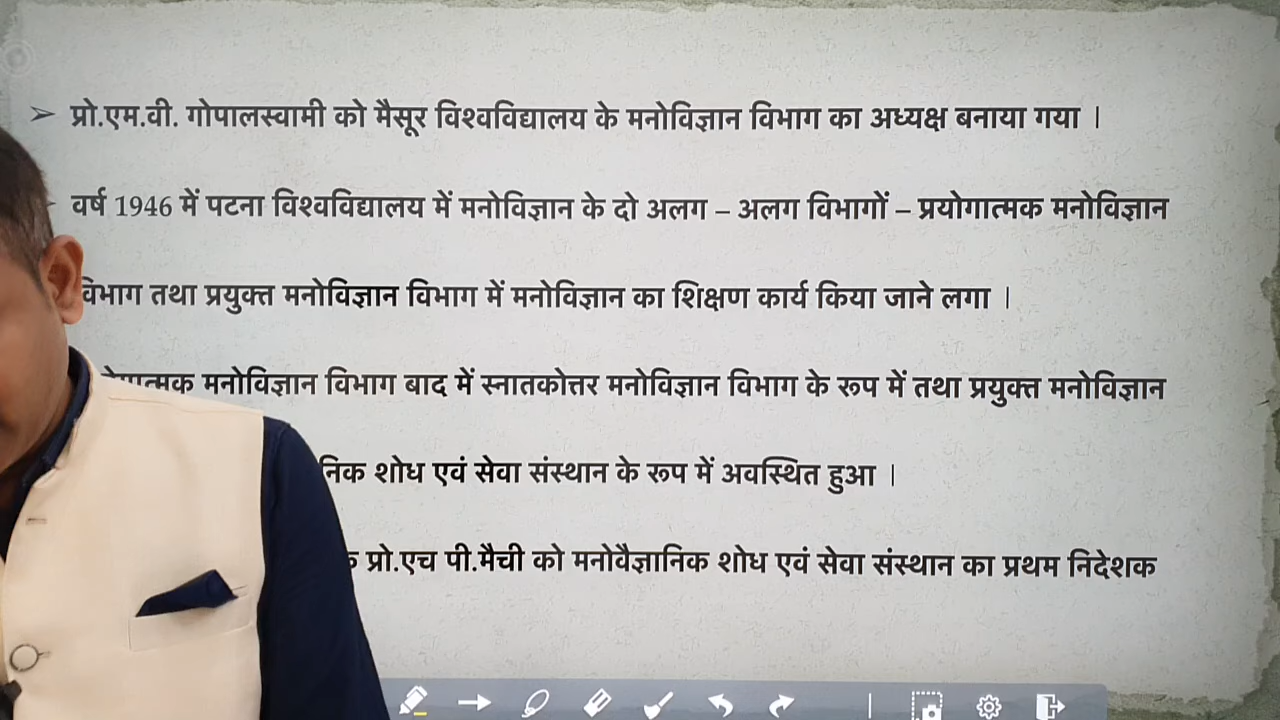 ➢ प्रो.एम.वी. गोपालस्वामी को मैसूर विश्वविद्यालय के मनोविज्ञान विभाग का अध्यक्ष बनाया गया ।
वर्ष 1946 में पटना विश्वविद्यालय में मनोविज्ञान के दो अलग – अलग विभागों – प्रयोगात्मक मनोविज्ञान
विभाग तथा प्रयुक्त मनोविज्ञान विभाग में मनोविज्ञान का शिक्षण कार्य किया जाने लगा ।
मनोविज्ञान विभाग बाद में स्नातकोत्तर मनोविज्ञान विभाग के रूप में तथा प्रयुक्त मनोविज्ञान
शोध एवं सेवा संस्थान के रूप में अवस्थित हुआ ।
प्रो.एच पी.मैची को मनोवैज्ञानिक शोध एवं सेवा संस्थान का प्रथम निदेशक